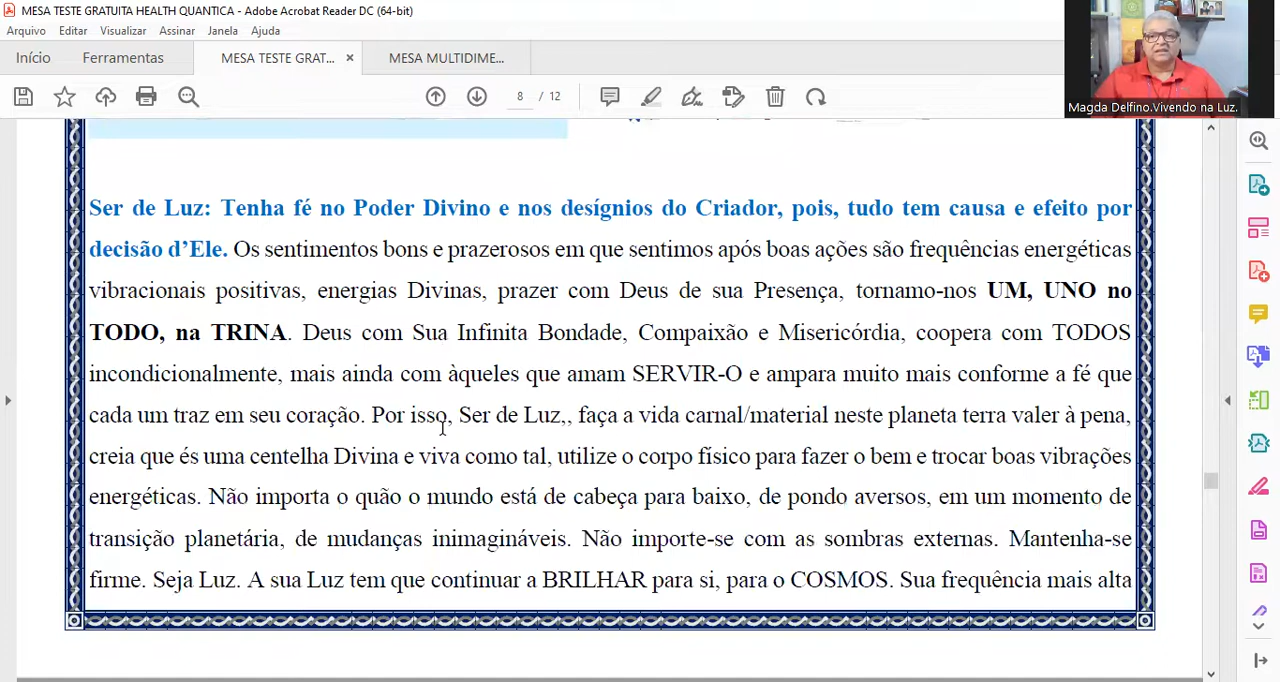 MESA TESTE GRATUITA HEALTH QUANTICA - Adobe Acrobat Reader DC (64-bit)
Arquivo Editar Visualizar Assinar Janela Ajuda
Início Ferramentas MESA TESTE GRAT... × MESA MULTIDIME...
8 / 12
Magda Delfino.Vivendo na Luz.
Ser de Luz: Tenha fé no Poder Divino e nos desígnios do Criador, pois, tudo tem causa e efeito por
decisão d’Ele. Os sentimentos bons e prazerosos em que sentimos após boas ações são frequências energéticas
vibracionais positivas, energias Divinas, prazer com Deus de sua Presença, tornamo-nos UM, UNO no
TODO, na TRINA. Deus com Sua Infinita Bondade, Compaixão e Misericórdia, coopera com TODOS
incondicionalmente, mais ainda com àqueles que amam SERVIR-O e ampara muito mais conforme a fé que
cada um traz em seu coração. Por isso, Ser de Luz,, faça a vida carnal/material neste planeta terra valer à pena,
creia que és uma centelha Divina e viva como tal, utilize o corpo físico para fazer o bem e trocar boas vibrações
energéticas. Não importa o quão o mundo está de cabeça para baixo, de pondo aversos, em um momento de
transição planetária, de mudanças inimagináveis. Não importe-se com as sombras externas. Mantenha-se
firme. Seja Luz. A sua Luz tem que continuar a BRILHAR para si, para o COSMOS. Sua frequência mais alta